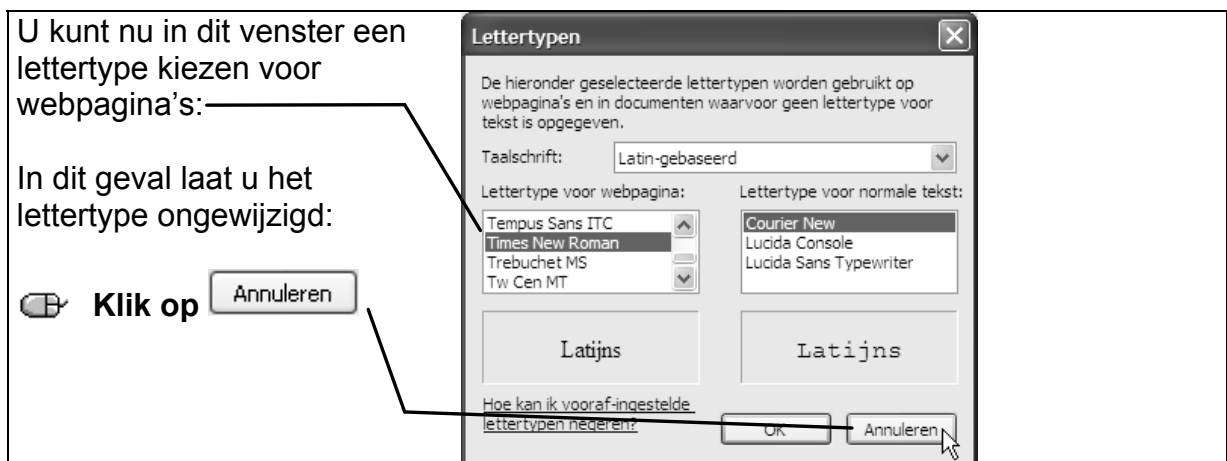 U kunt nu in dit venster een
lettertype kiezen voor
webpagina's:
In dit geval laat u het
lettertype ongewijzigd:
Klik op Annuleren
Lettertypen
De hieronder geselecteerde lettertypen worden gebruikt op
webpagina's en in documenten waarvoor geen lettertype voor
tekst is opgegeven.
Taalschrift: Latin-gebaseerd
Lettertype voor webpagina: Lettertype voor normale tekst:
Tempus Sans ITC
Times New Roman
Trebuchet MS
Tw Cen MT
Courier New
Lucida Console
Lucida Sans Typewriter
Latijns
Latijns
Hoe kan ik vooraf-ingestelde
lettertypen negeren?
OK
Annuleren